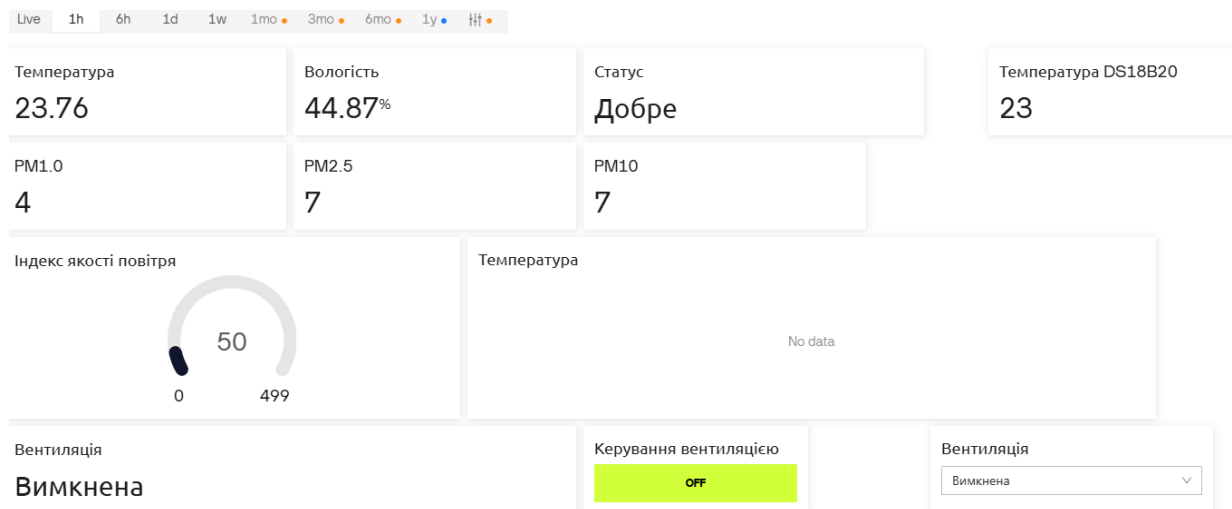 Live 1h 6h 1d 1w 1mo 3mo 6mo 1y
Температура
23.76
Вологість
44.87%
Статус
Добре
Температура DS18B20
23
PM1.0
4
PM2.5
7
PM10
7
Індекс якості повітря
50
0 499
Температура
No data
Вентиляція
Вимкнена
Керування вентиляцією
OFF
Вентиляція
Вимкнена